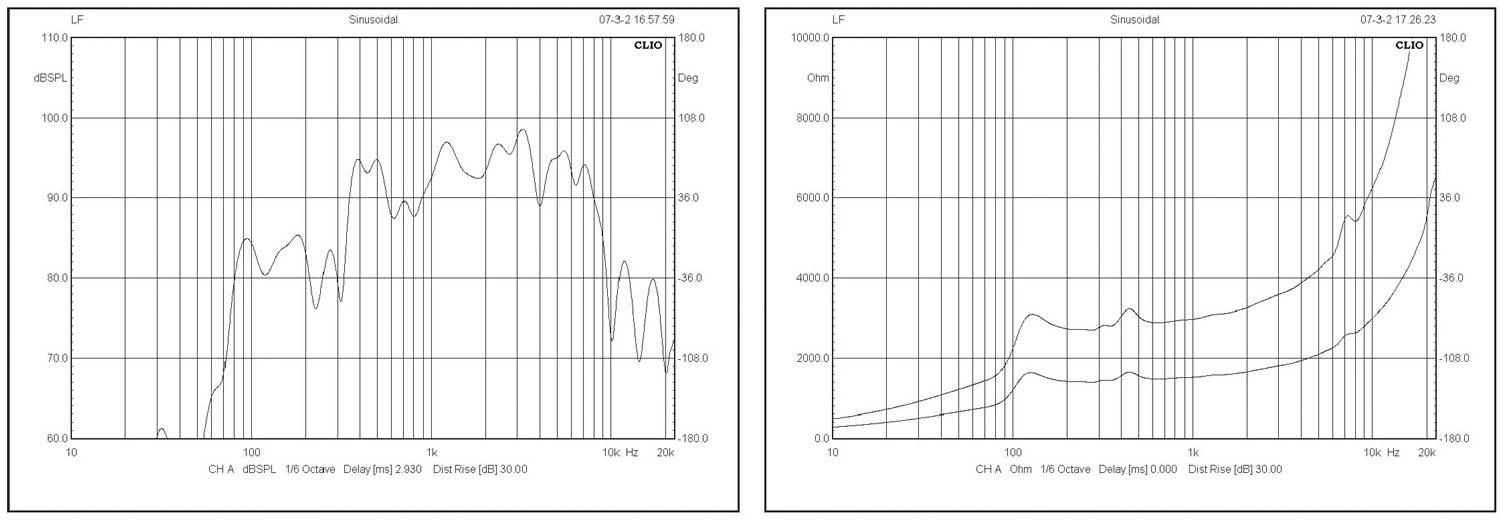 LF Sinusoidal 07-3-2 16.57.59
110.0 CLIO 180.0
dBSPL Deg
100.0 108.0
90.0 36.0
80.0 -36.0
70.0 -108.0
60.0 -180.0
10 100 1k 10k Hz 20k
CH A dBSPL 1/6 Octave Delay [ms] 2.930 Dist Rise [dB] 30.00
LF Sinusoidal 07-3-2 17.26.23
10000.0 CLIO 180.0
Ohm Deg
8000.0 108.0
6000.0 36.0
4000.0 -36.0
2000.0 -108.0
0.0 -180.0
10 100 1k 10k Hz 20k
CH A Ohm 1/6 Octave Delay [ms] 0.000 Dist Rise [dB] 30.00